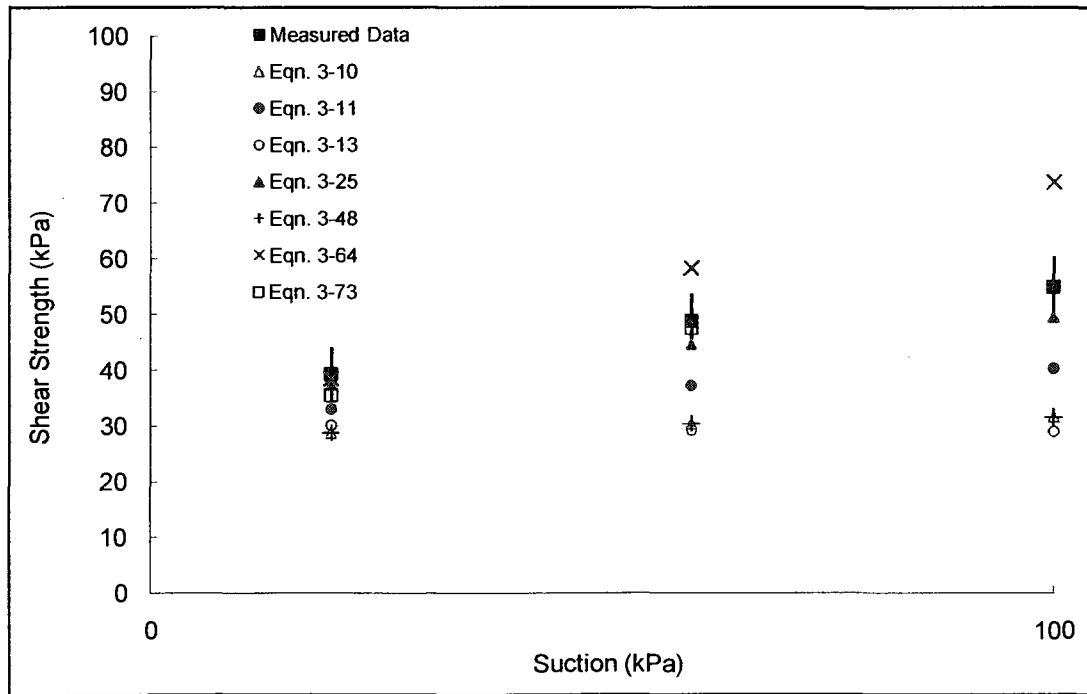 100
90
80
70
60
50
40
30
20
10
0
Shear Strength (kPa)
Measured Data
Eqn. 3-10
Eqn. 3-11
Eqn. 3-13
Eqn. 3-25
Eqn. 3-48
Eqn. 3-64
Eqn. 3-73
0
100
Suction (kPa)